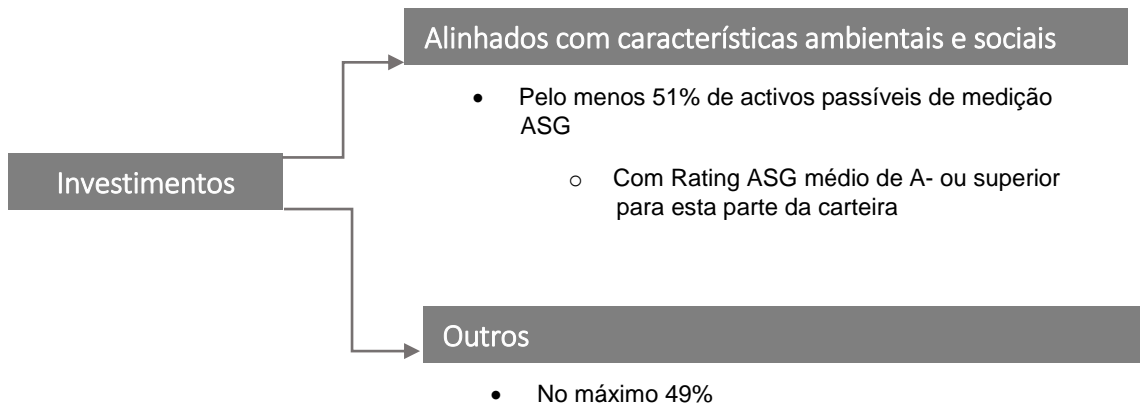 Alinhados com características ambientais e sociais
• Pelo menos 51% de activos passíveis de medição
ASG
Investimentos
o Com Rating ASG médio de A- ou superior
para esta parte da carteira
Outros
• No máximo 49%